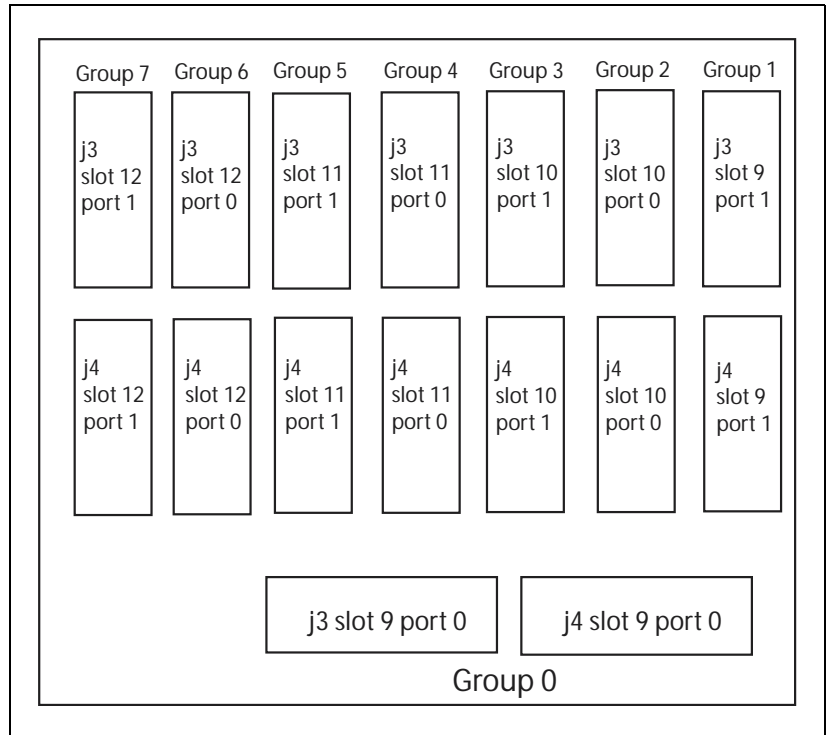 Group 7 Group 6 Group 5 Group 4 Group 3 Group 2 Group 1
j3
slot 12
port 1
j3
slot 12
port 0
j3
slot 11
port 1
j3
slot 11
port 0
j3
slot 10
port 1
j3
slot 10
port 0
j3
slot 9
port 1
j4
slot 12
port 1
j4
slot 12
port 0
j4
slot 11
port 1
j4
slot 11
port 0
j4
slot 10
port 1
j4
slot 10
port 0
j4
slot 9
port 1
j3 slot 9 port 0
j4 slot 9 port 0
Group 0